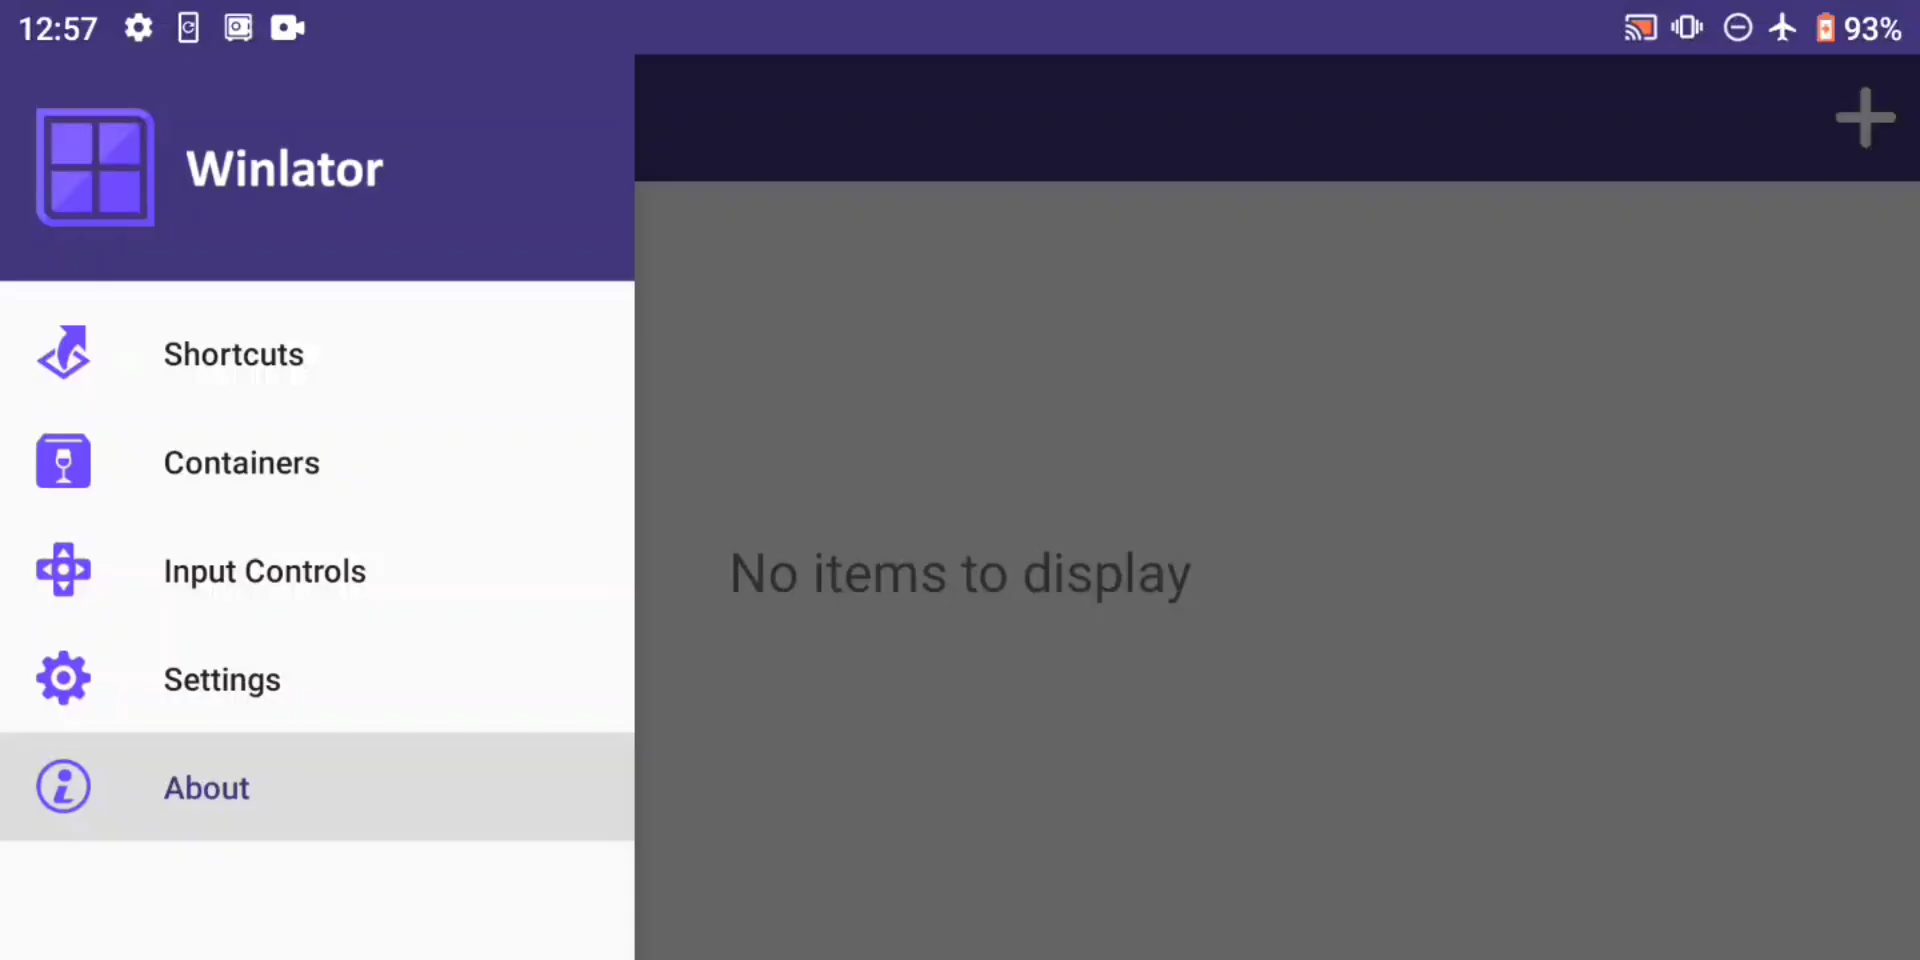 12:57
93%
Winlator
Shortcuts
Containers
Input Controls
Settings
About
No items to display